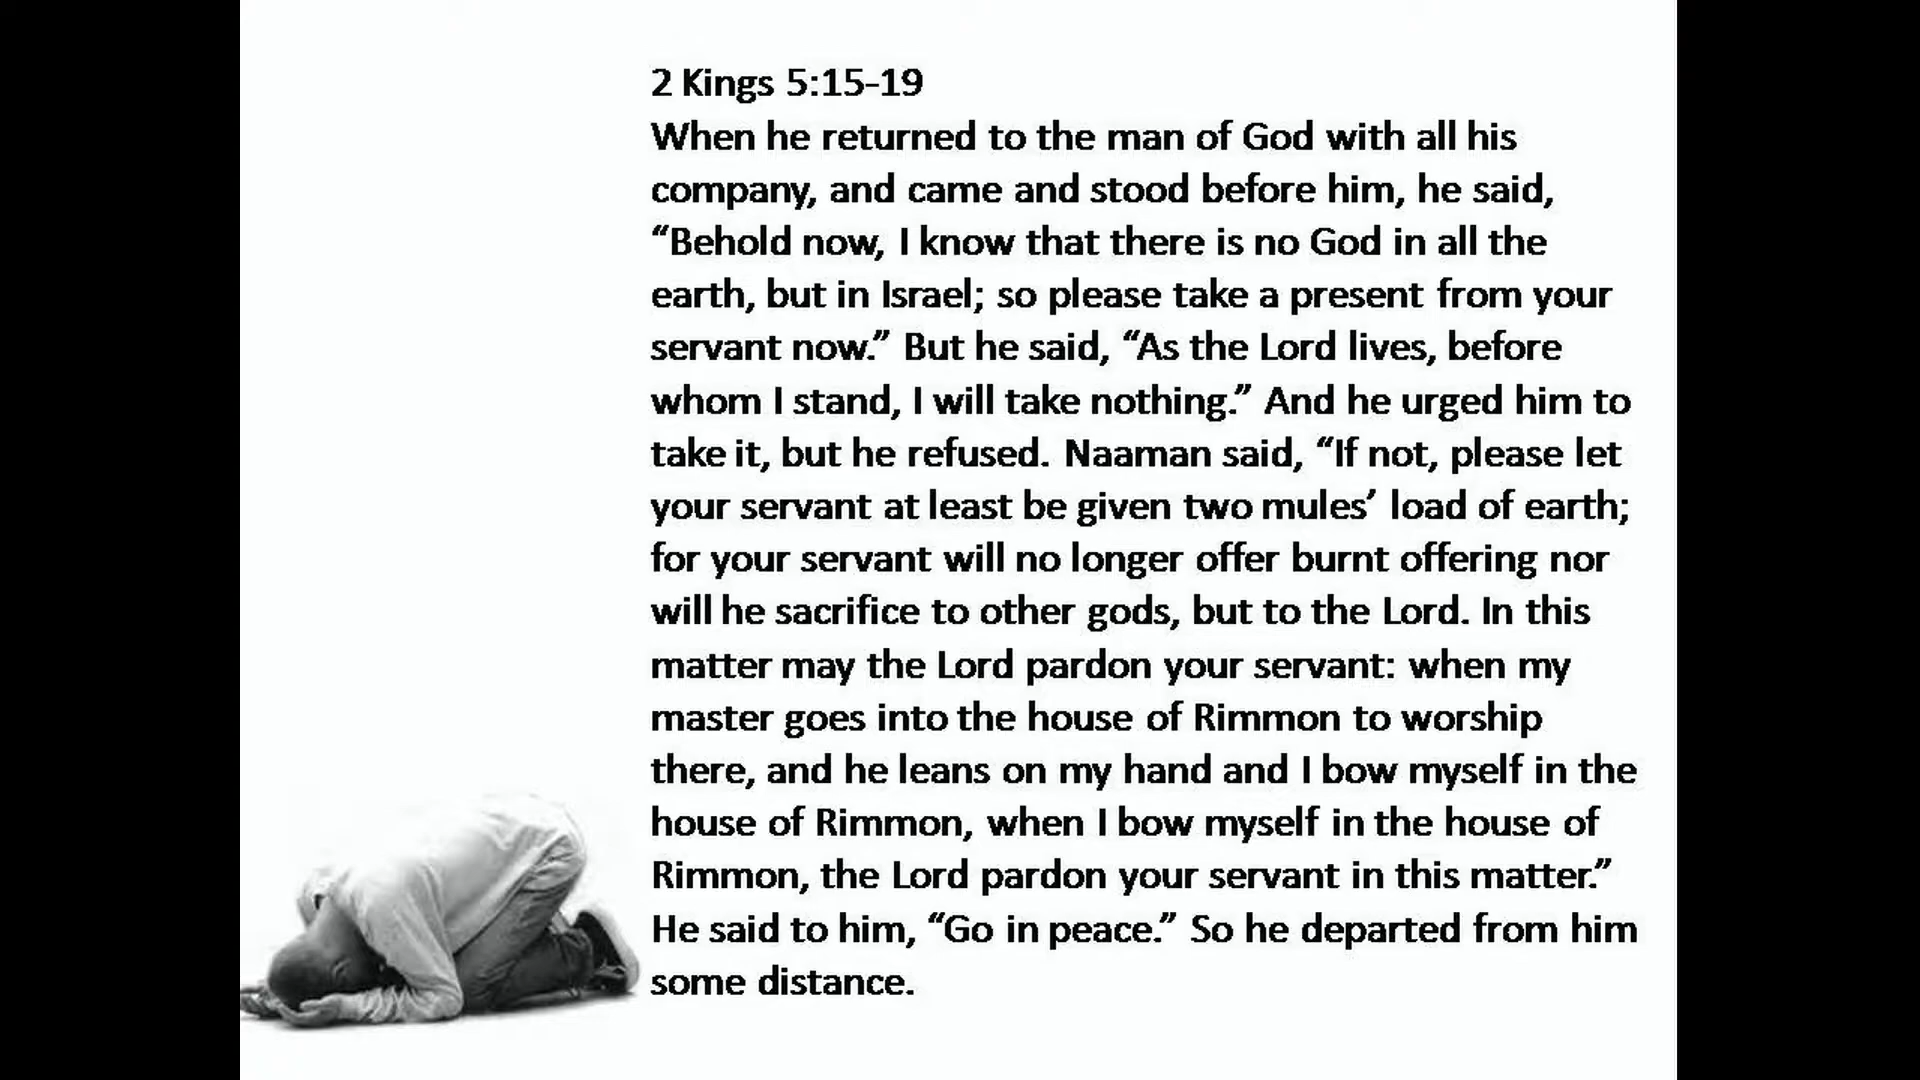 2 Kings 5:15-19
When he returned to the man of God with all his
company, and came and stood before him, he said,
“Behold now, I know that there is no God in all the
earth, but in Israel; so please take a present from your
servant now.” But he said, “As the Lord lives, before
whom I stand, I will take nothing.” And he urged him to
take it, but he refused. Naaman said, “If not, please let
your servant at least be given two mules’ load of earth;
for your servant will no longer offer burnt offering nor
will he sacrifice to other gods, but to the Lord. In this
matter may the Lord pardon your servant: when my
master goes into the house of Rimmon to worship
there, and he leans on my hand and I bow myself in the
house of Rimmon, when I bow myself in the house of
Rimmon, the Lord pardon your servant in this matter.”
He said to him, “Go in peace.” So he departed from him
some distance.